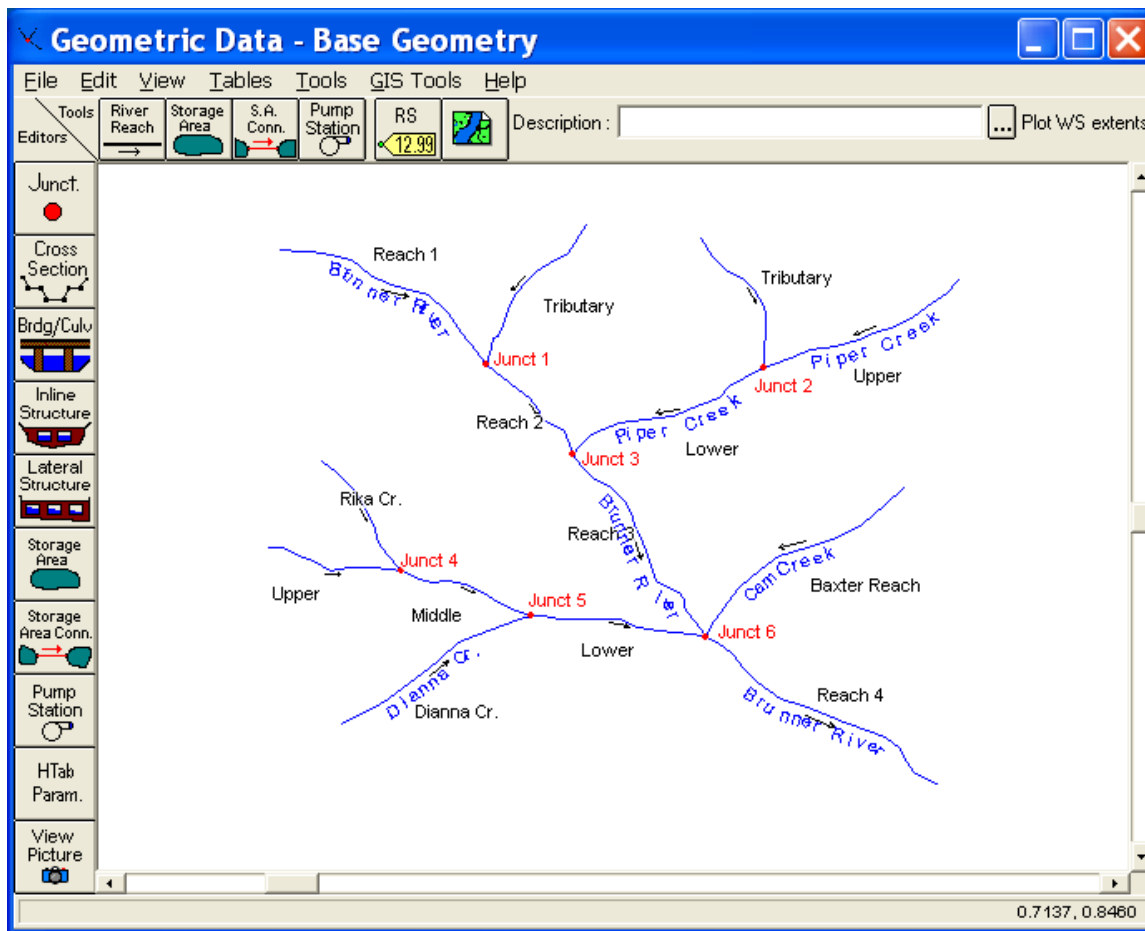 Geometric Data - Base Geometry
File Edit View Tables Tools GIS Tools Help
Tools
Editors
River
Reach
Storage
Area
S.A.
Conn.
Pump
Station
RS
12.99
Description :
...
Plot WS extents
Junct.
Cross
Section
Brdg/Culv
Inline
Structure
Lateral
Structure
Storage
Area
Storage
Area Conn.
Pump
Station
HTab
Param.
View
Picture
Reach 1
Tributary
Tributary
Junct 1
Piper Creek
Upper
Junct 2
Reach 2
Piper Creek
Lower
Junct 3
Rika Cr.
Reach 3
Junct 4
Cam Creek
Baxter Reach
Upper
Middle
Junct 5
Lower
Junct 6
Dianna Cr.
Dianna Cr.
Reach 4
Brunner River
0.7137, 0.8460